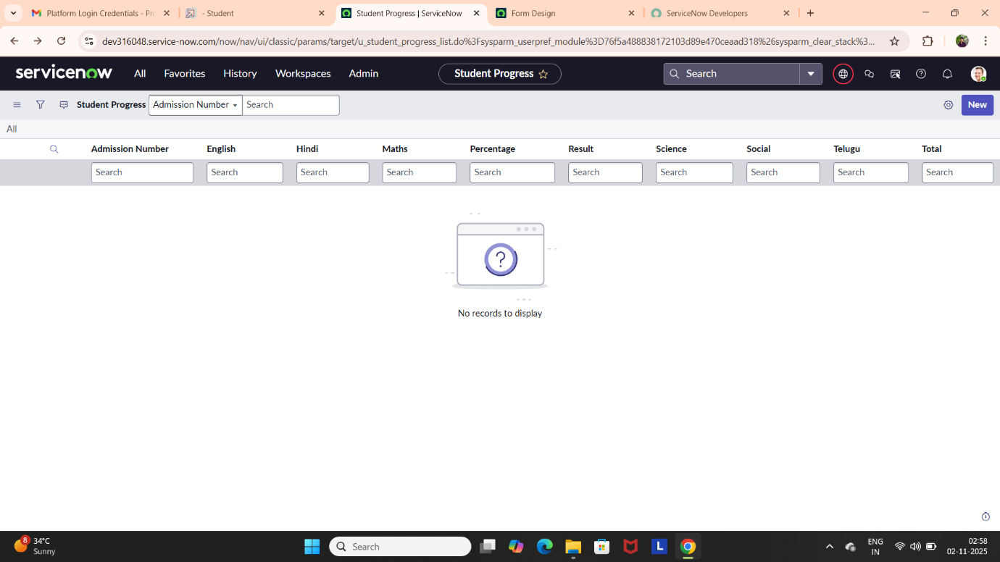 Platform Login Credentials - Pr
- Student
Student Progress | ServiceNow
Form Design
ServiceNow Developers
dev316048.service-now.com/now/nav/ui/classic/params/target/u_student_progress_list.do%3Fsysparm_userpref_module%3D76f5a488838172103d89e470ceaad318%26sysparm_clear_stack%3...
servicenow
All
Favorites
History
Workspaces
Admin
Student Progress
Search
Student Progress
Admission Number
Search
New
All
Admission Number
English
Hindi
Maths
Percentage
Result
Science
Social
Telugu
Total
Search
Search
Search
Search
Search
Search
Search
Search
Search
Search
?
No records to display
8
34°C
Sunny
Search
L
ENG
IN
02:58
02-11-2025